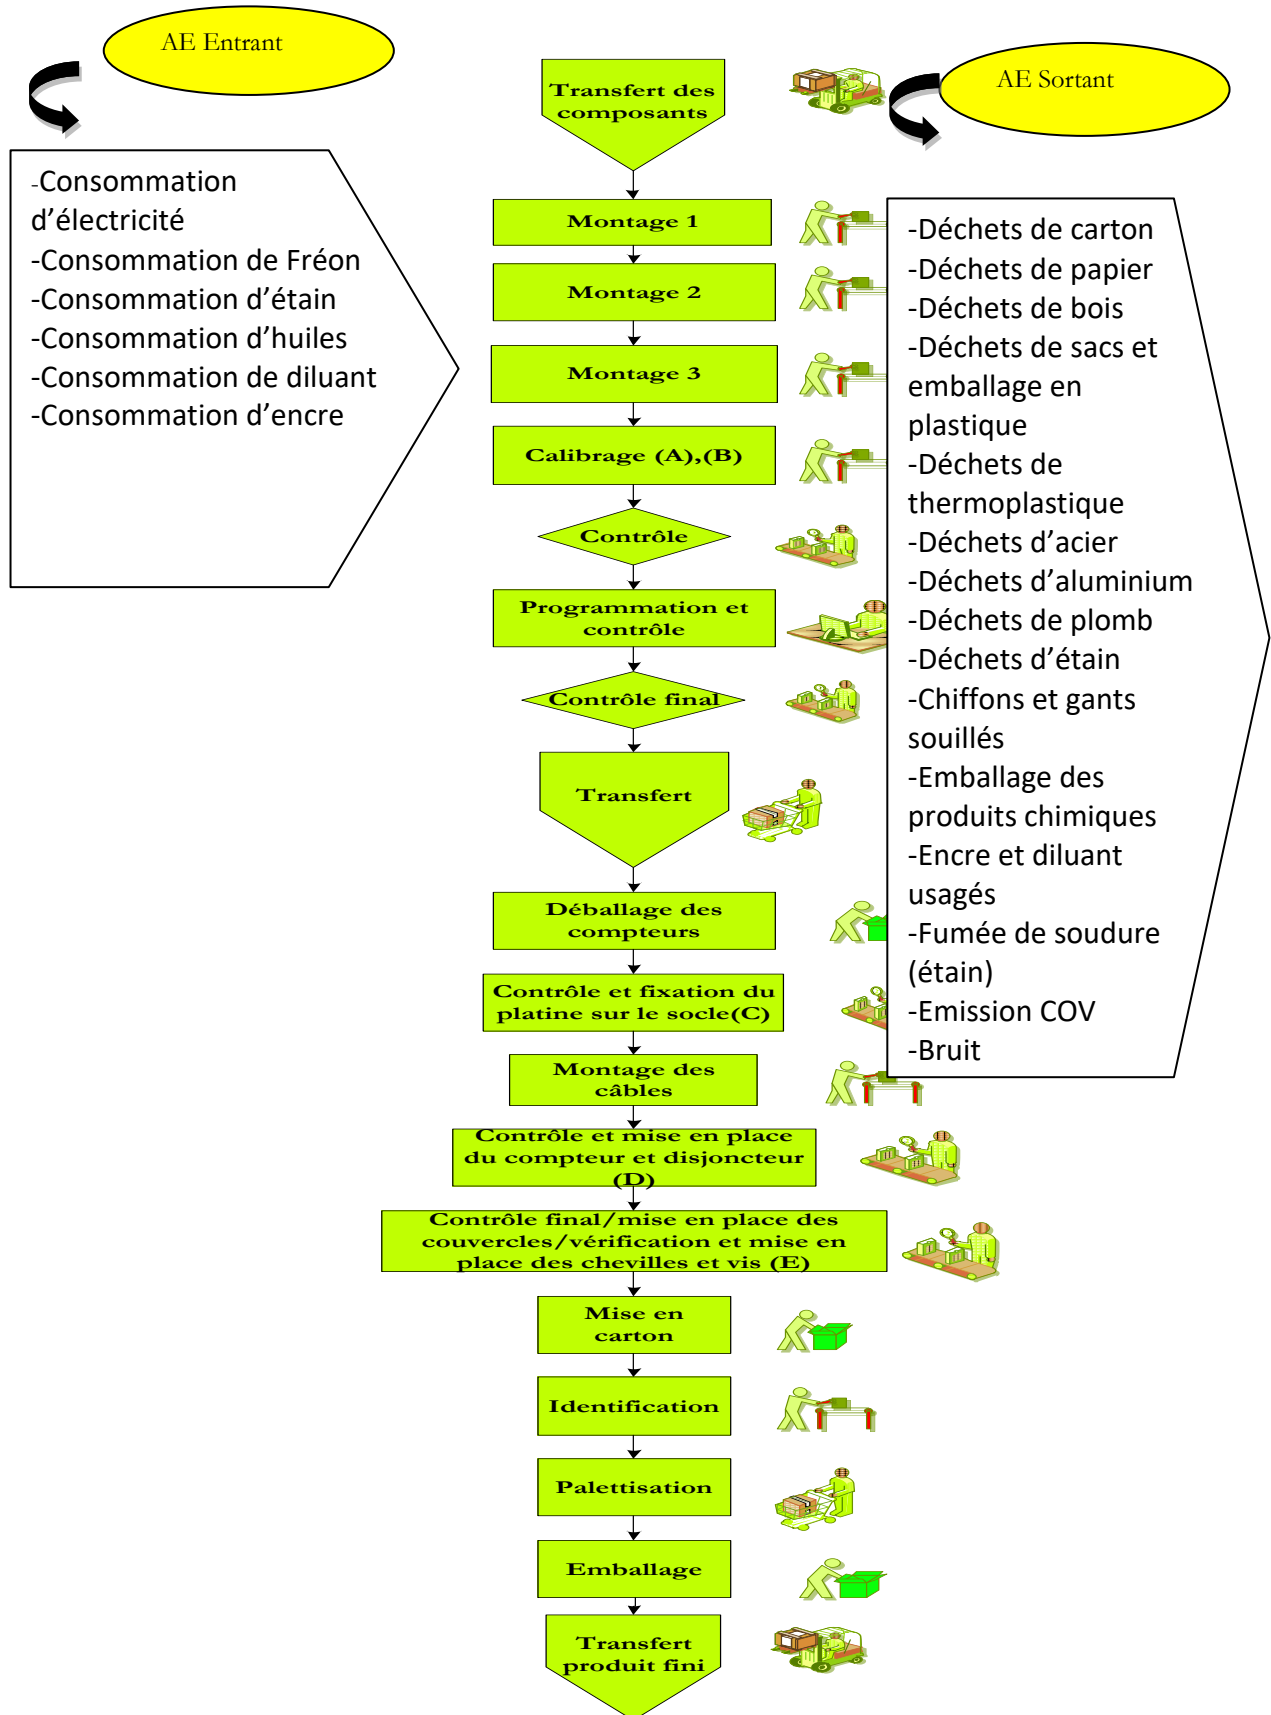 AE Entrant
-Consommation
d’électricité
-Consommation de Fréon
-Consommation d’étain
-Consommation d’huiles
-Consommation de diluant
-Consommation d’encre
Transfert des
composants
Montage 1
Montage 2
Montage 3
Calibrage (A),(B)
Contrôle
Programmation et
contrôle
Contrôle final
Transfert
Déballage des
compteurs
Contrôle et fixation du
platine sur le socle(C)
Montage des
câbles
Contrôle et mise en place
du compteur et disjoncteur
(D)
Contrôle final/mise en place des
couvercles/vérification et mise en
place des chevilles et vis (E)
Mise en
carton
Identification
Palettisation
Emballage
Transfert
produit fini
AE Sortant
-Déchets de carton
-Déchets de papier
-Déchets de bois
-Déchets de sacs et
emballage en
plastique
-Déchets de
thermoplastique
-Déchets d’acier
-Déchets d’aluminium
-Déchets de plomb
-Déchets d’étain
-Chiffons et gants
souillés
-Emballage des
produits chimiques
-Encre et diluant
usagés
-Fumée de soudure
(étain)
-Emission COV
-Bruit